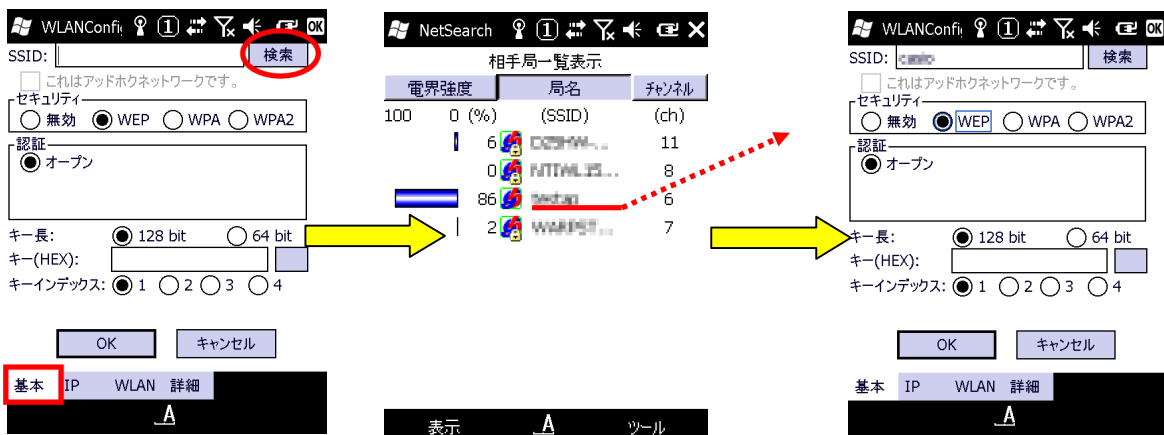 WLANConfi
SSID:
検索
これはアッドホクネットワークです。
セキュリティ
無効 WEP WPA WPA2
認証
オープン
キー長: 128 bit 64 bit
キー(HEX):
キーインデックス: 1 2 3 4
OK キャンセル
基本 IP WLAN 詳細
A
NetSearch
相手局一覧表示
電界強度 局名 チャンネル
100 0 (%) (SSID) (ch)
6 11
0 8
86 6
2 7
表示 A ツール
WLANConfi
OK
SSID: 検索
これはアッドホクネットワークです。
セキュリティ
無効 WEP WPA WPA2
認証
オープン
キー長: 128 bit 64 bit
キー(HEX):
キーインデックス: 1 2 3 4
OK キャンセル
基本 IP WLAN 詳細
A